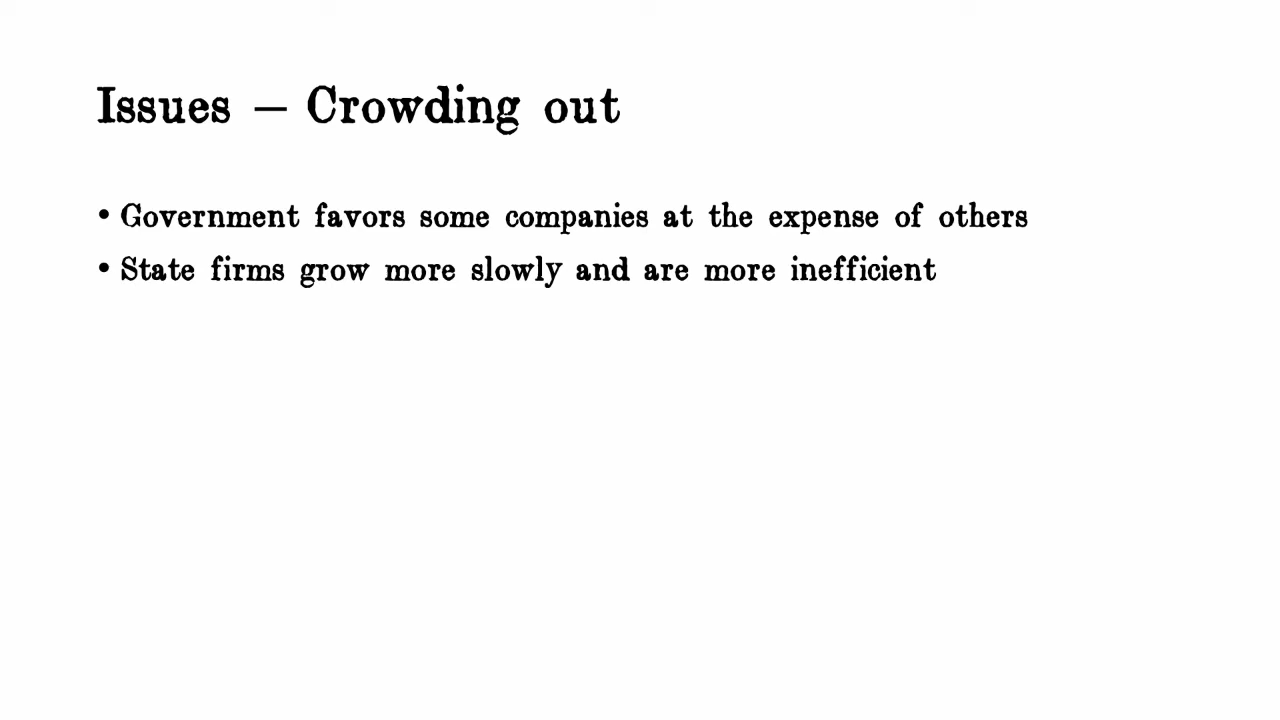 Issues – Crowding out
• Government favors some companies at the expense of others
• State firms grow more slowly and are more inefficient